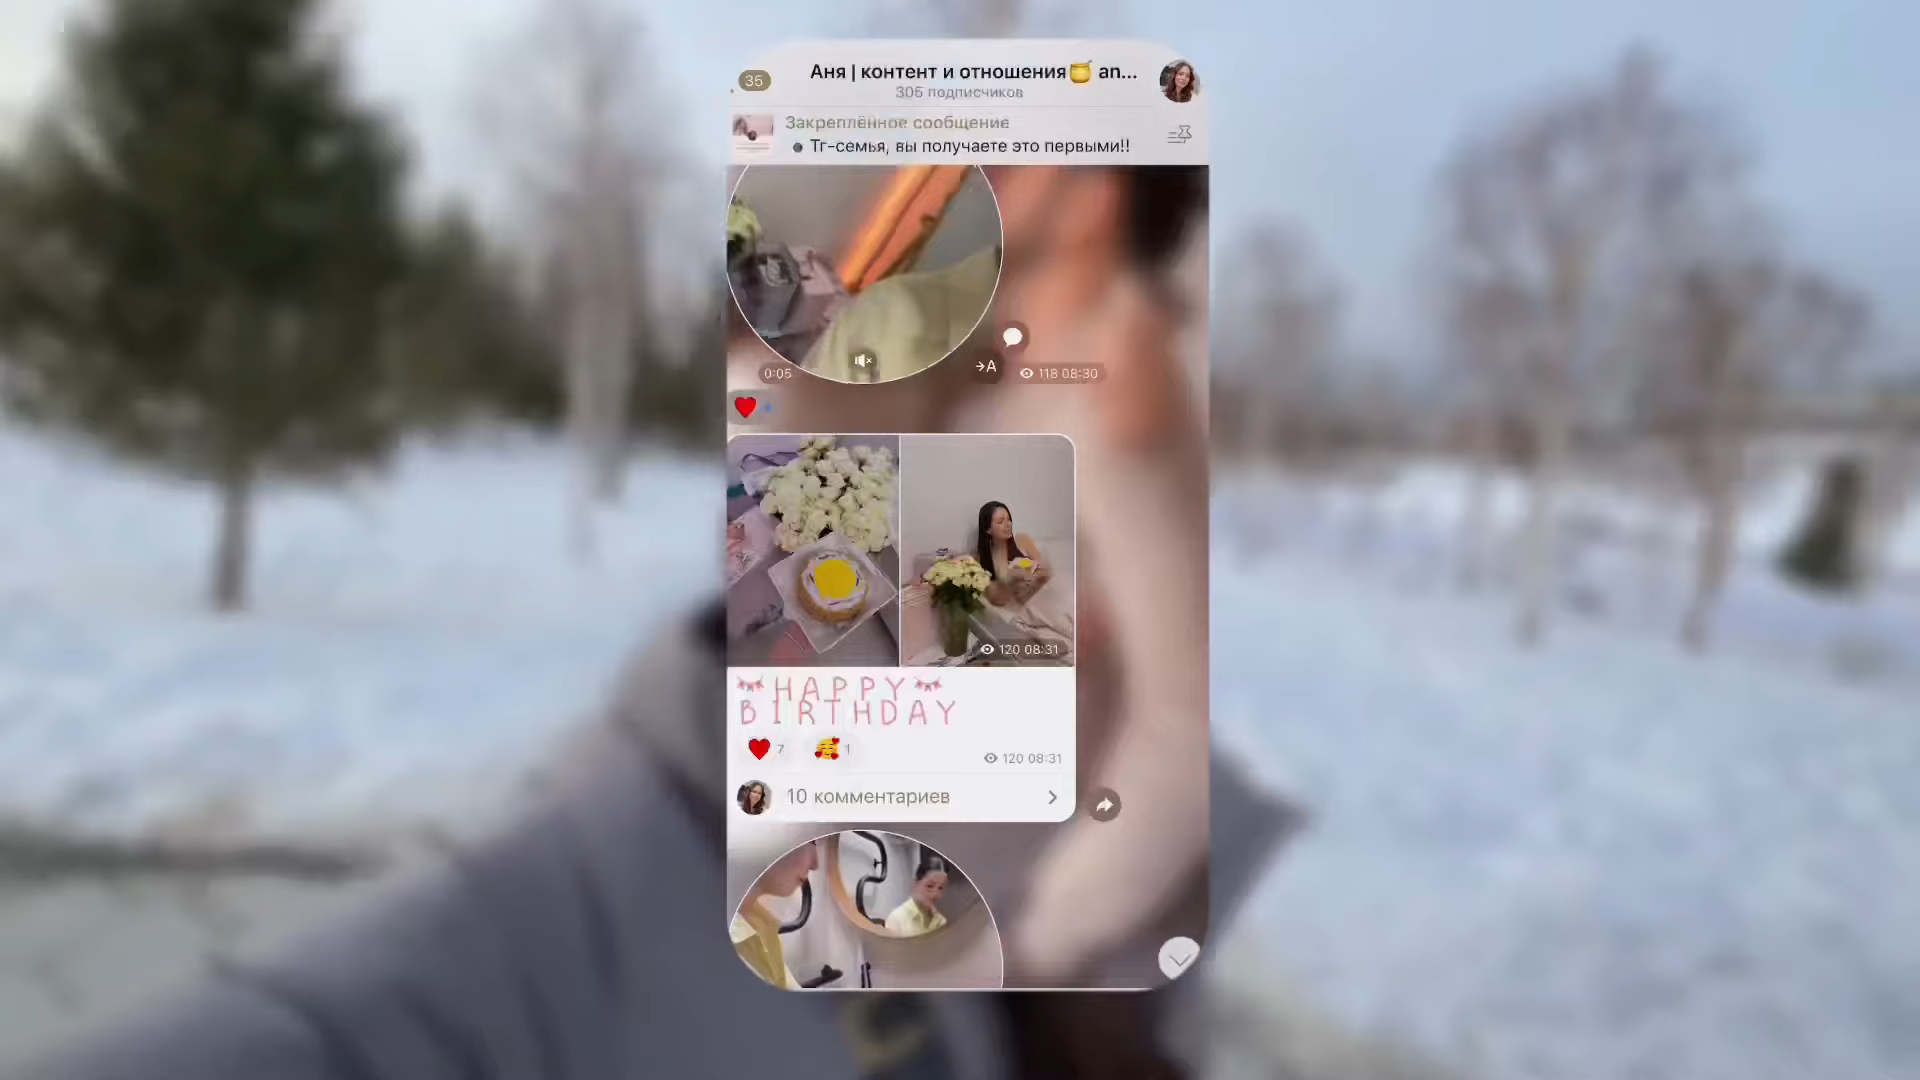 35
Аня | контент и отношения🍯 an...
305 подписчиков
Закреплённое сообщение
Тг-семья, вы получаете это первыми!!
0:05
→A
118 08:30
120 08:31
HAPPY
BIRTHDAY
7
1
120 08:31
10 комментариев